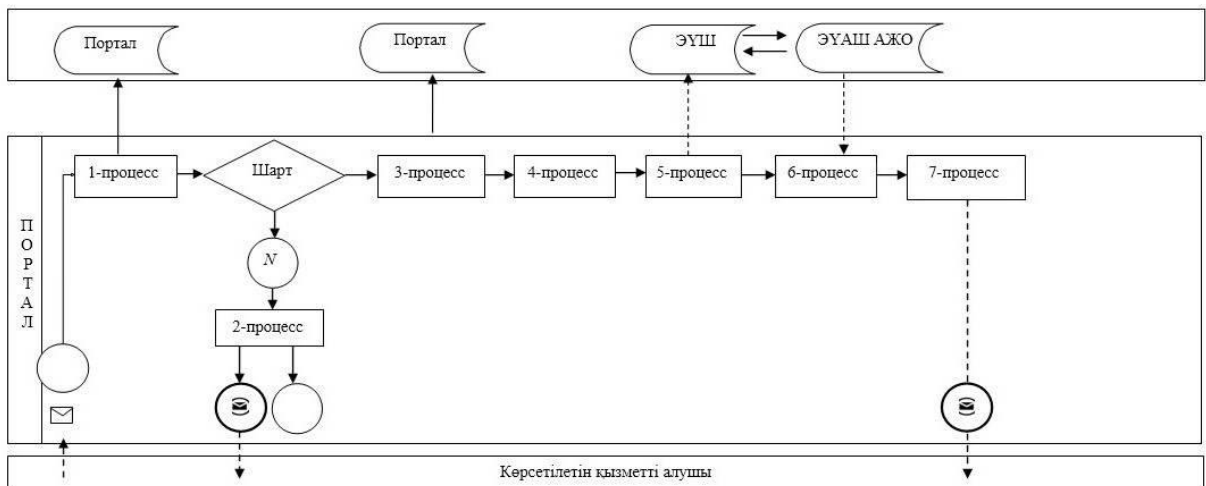 Портал
Портал
ЭҮШ
ЭҮАШ АЖО
1-процесс
Шарт
3-процесс
4-процесс
5-процесс
6-процесс
7-процесс
ПОРТАЛ
N
2-процесс
Көрсетілетін қызметті алушы